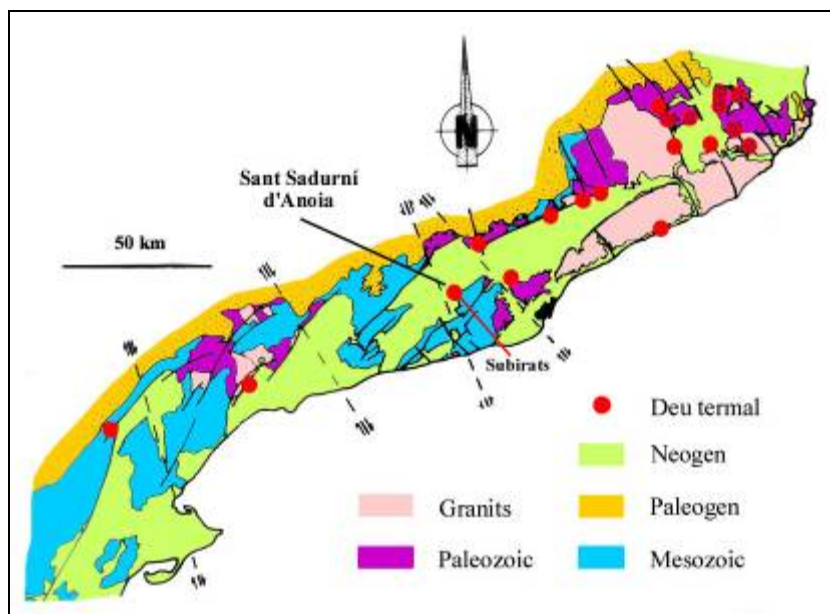 N
Sant Sadurní
d'Anoia
50 km
Subirats
Deu termal
Neogen
Granits
Paleogen
Paleozoic
Mesozoic